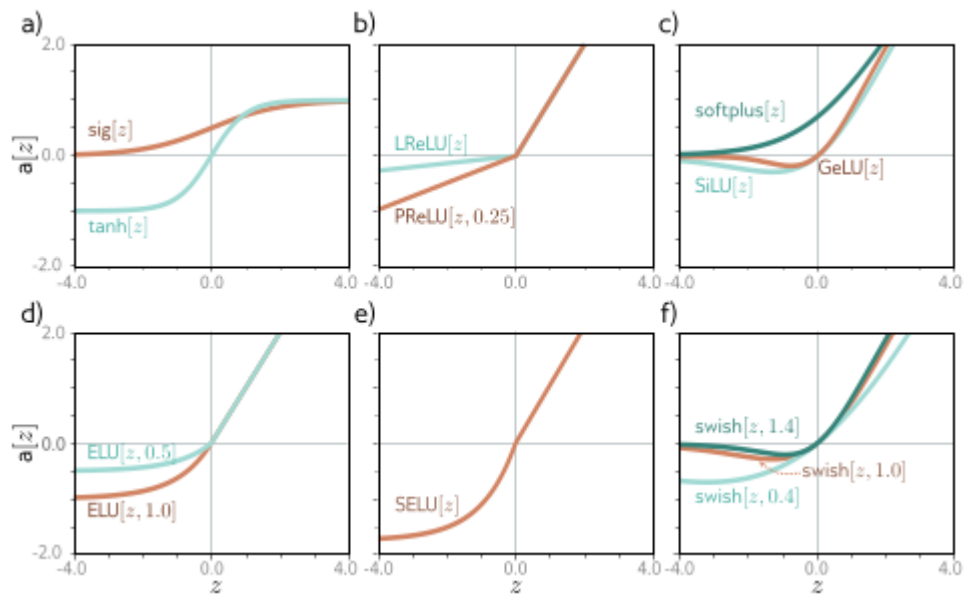 a)
b)
c)
2.0
0.0
-2.0
a[z]
sig[z]
tanh[z]
-4.0
0.0
4.0
LReLU[z]
PReLU[z, 0.25]
-4.0
0.0
4.0
softplus[z]
GeLU[z]
SiLU[z]
-4.0
0.0
4.0
d)
e)
f)
2.0
0.0
-2.0
a[z]
ELU[z, 0.5]
ELU[z, 1.0]
-4.0
0.0
4.0
z
SELU[z]
-4.0
0.0
4.0
z
swish[z, 1.4]
swish[z, 1.0]
swish[z, 0.4]
-4.0
0.0
4.0
z